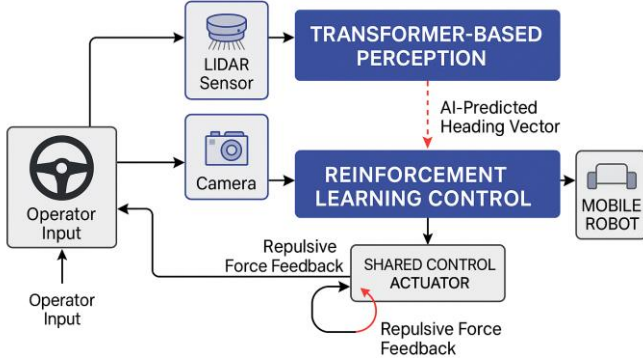 LIDAR
Sensor
TRANSFORMER-BASED
PERCEPTION
AI-Predicted
Heading Vector
Operator
Input
Camera
REINFORCEMENT
LEARNING CONTROL
MOBILE
ROBOT
Repulsive
Force Feedback
SHARED CONTROL
ACTUATOR
Operator
Input
Repulsive Force
Feedback